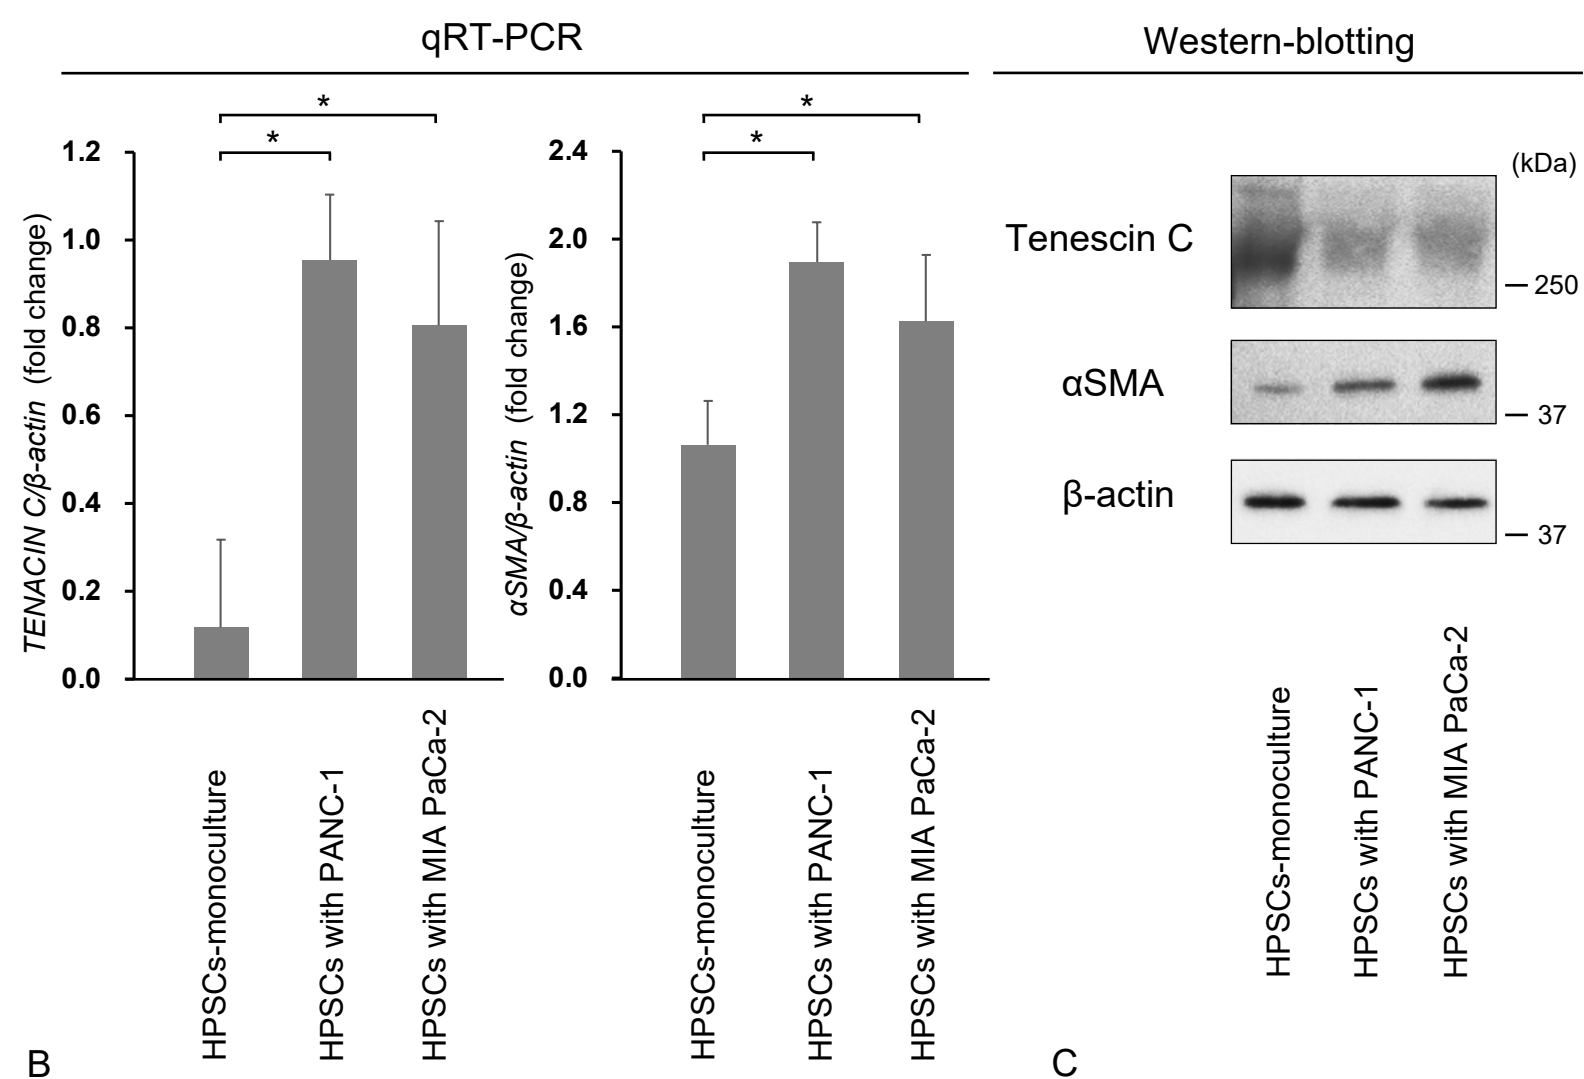 qRT-PCR
Western-blotting
*
*
*
*
TENACIN C/β-actin (fold change)
1.2
1.0
0.8
0.6
0.4
0.2
0.0
HPSCs-monoculture
HPSCs with PANC-1
HPSCs with MIA PaCa-2
αSMA/β-actin (fold change)
2.4
2.0
1.6
1.2
0.8
0.4
0.0
HPSCs-monoculture
HPSCs with PANC-1
HPSCs with MIA PaCa-2
(kDa)
Tenescin C
250
αSMA
37
β-actin
37
HPSCs-monoculture
HPSCs with PANC-1
HPSCs with MIA PaCa-2
B
C